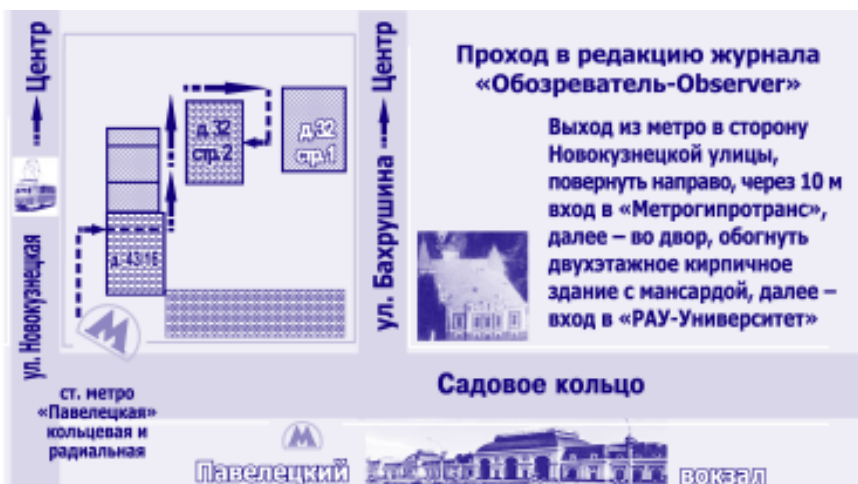 ул. Новокузнецкая
Центр
д.32
стр.2
д.32
стр.1
д.-43/16
ст. метро
«Павелецкая»
кольцевая и
радиальная
ул. Бахрушина
Центр
Проход в редакцию журнала
«Обозреватель-Observer»
Выход из метро в сторону
Новокузнецкой улицы,
повернуть направо, через 10 м
вход в «Метрогипротранс»,
далее – во двор, обогнуть
двухэтажное кирпичное
здание с мансардой, далее –
вход в «РАУ-Университет»
Садовое кольцо
М
М
Павелецкий вокзал